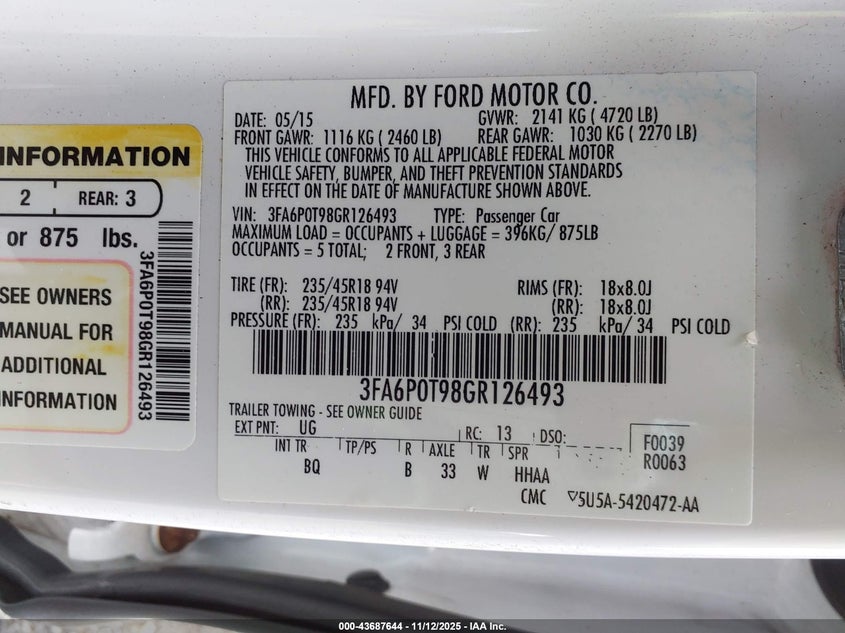 INFORMATION
2 REAR: 3
or 875 lbs.
SEE OWNERS
MANUAL FOR
ADDITIONAL
INFORMATION
3FA6P0T98GR126493
MFD. BY FORD MOTOR CO.
DATE: 05/15 GVWR: 2141 KG ( 4720 LB)
FRONT GAWR: 1116 KG ( 2460 LB) REAR GAWR: 1030 KG ( 2270 LB)
THIS VEHICLE CONFORMS TO ALL APPLICABLE FEDERAL MOTOR
VEHICLE SAFETY, BUMPER, AND THEFT PREVENTION STANDARDS
IN EFFECT ON THE DATE OF MANUFACTURE SHOWN ABOVE.
VIN: 3FA6P0T98GR126493 TYPE: Passenger Car
MAXIMUM LOAD = OCCUPANTS + LUGGAGE = 396KG/ 875LB
OCCUPANTS = 5 TOTAL; 2 FRONT, 3 REAR
TIRE (FR): 235/45R18 94V RIMS (FR): 18x8.0J
(RR): 235/45R18 94V (RR): 18x8.0J
PRESSURE (FR): 235 kPa/ 34 PSI COLD (RR): 235 kPa/ 34 PSI COLD
3FA6P0T98GR126493
TRAILER TOWING - SEE OWNER GUIDE
EXT PNT: UG RC: 13 DSO: F0039
INT TR TP/PS R AXLE TR SPR R0063
BQ B 33 W HHAA
CMC 5U5A-5420472-AA
000-43687644 - 11/12/2025 - IAA Inc.